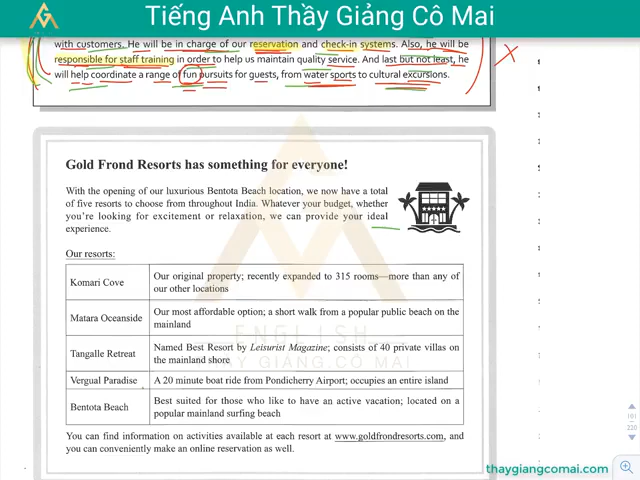 Tiếng Anh Thầy Giảng Cô Mai
with customers. He will be in charge of our reservation and check-in systems. Also, he will be
responsible for staff training in order to help us maintain quality service. And last but not least, he
will help coordinate a range of fun pursuits for guests, from water sports to cultural excursions.
Gold Frond Resorts has something for everyone!
With the opening of our luxurious Bentota Beach location, we now have a total
of five resorts to choose from throughout India. Whatever your budget, whether
you're looking for excitement or relaxation, we can provide your ideal
experience.
Our resorts:
Komari Cove
Our original property; recently expanded to 315 rooms—more than any of
our other locations
Matara Oceanside
Our most affordable option; a short walk from a popular public beach on the
mainland
ENGLISH
Tangalle Retreat
Named Best Resort by Leisurist Magazine; consists of 40 private villas on
the mainland shore
THẦY GIẢNG.CÔ MAI
Vergual Paradise
A 20 minute boat ride from Pondicherry Airport; occupies an entire island
Bentota Beach
Best suited for those who like to have an active vacation; located on a
popular mainland surfing beach
You can find information on activities available at each resort at www.goldfrondresorts.com, and
you can conveniently make an online reservation as well.
thaygiangcomai.com